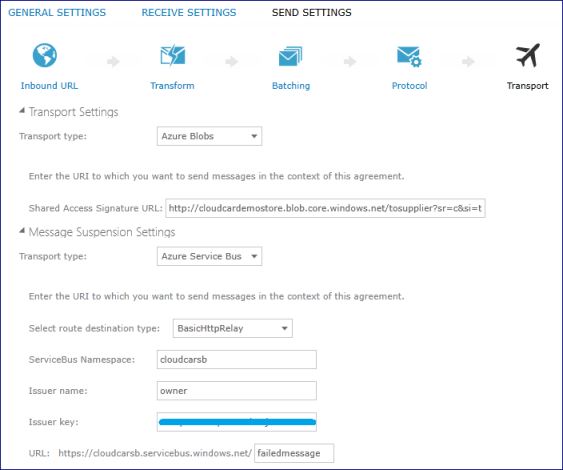 GENERAL SETTINGS RECEIVE SETTINGS SEND SETTINGS
Inbound URL Transform Batching Protocol Transport
Transport Settings
Transport type: Azure Blobs
Enter the URI to which you want to send messages in the context of this agreement.
Shared Access Signature URL: http://cloudcardemostore.blob.core.windows.net/tosupplier?sr=c&si=t
Message Suspension Settings
Transport type: Azure Service Bus
Enter the URI to which you want to send messages in the context of this agreement.
Select route destination type: BasicHttpRelay
ServiceBus Namespace: cloudcarsb
Issuer name: owner
Issuer key:
URL: https://cloudcarsb.servicebus.windows.net/ failedmessage